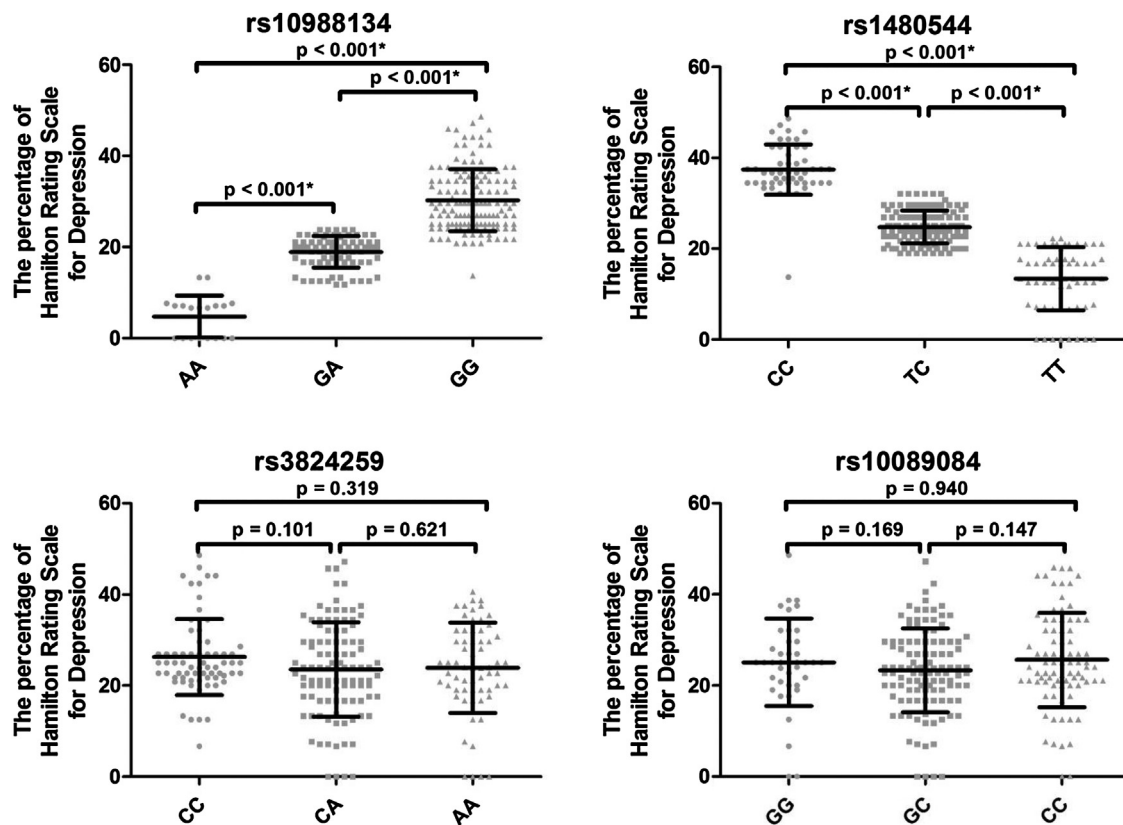 rs10988134
p < 0.001*
p < 0.001*
p < 0.001*
The percentage of
Hamilton Rating Scale
for Depression
60
40
20
0
AA
GA
GG
rs1480544
p < 0.001*
p < 0.001*
p < 0.001*
The percentage of
Hamilton Rating Scale
for Depression
60
40
20
0
CC
TC
TT
rs3824259
p = 0.319
p = 0.101
p = 0.621
The percentage of
Hamilton Rating Scale
for Depression
60
40
20
0
CC
CA
AA
rs10089084
p = 0.940
p = 0.169
p = 0.147
The percentage of
Hamilton Rating Scale
for Depression
60
40
20
0
GG
GC
CC